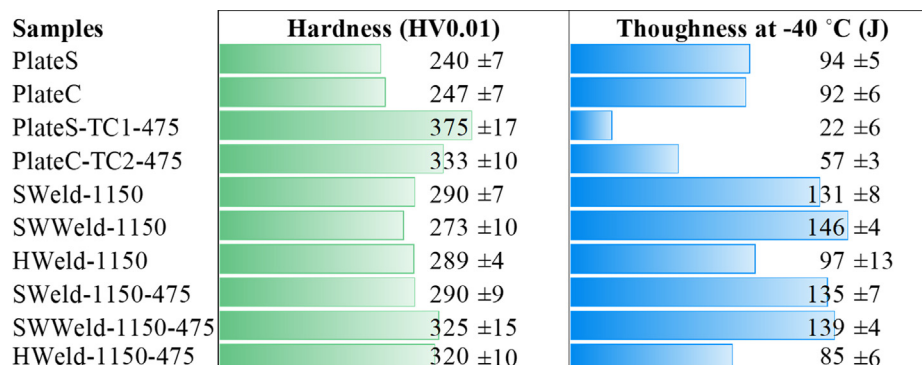 Samples Hardness (HV0.01) Thoughness at -40 °C (J)
PlateS 240 ±7 94 ±5
PlateC 247 ±7 92 ±6
PlateS-TC1-475 375 ±17 22 ±6
PlateC-TC2-475 333 ±10 57 ±3
SWeld-1150 290 ±7 131 ±8
SWWeld-1150 273 ±10 146 ±4
HWeld-1150 289 ±4 97 ±13
SWeld-1150-475 290 ±9 135 ±7
SWWeld-1150-475 325 ±15 139 ±4
HWeld-1150-475 320 ±10 85 ±6